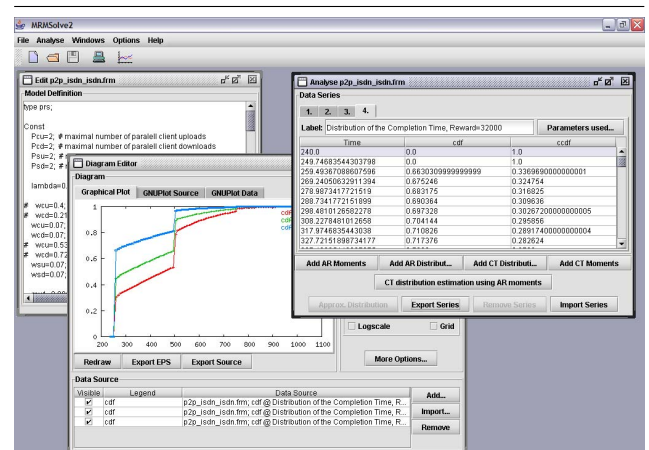 MRMSolve2
File Analyse Windows Options Help
Edit p2p_isdn_isdn.frm
Model Deffinition
type prs;
Const
Pcu=2; # maximal number of paralell client uploads
Pcd=2; # maximal number of paralell client downloads
Psu=2; #
Psd=2; #
lambda=0.
# wcu=0.4;
# wcd=0.21
wcu=0.07;
wcd=0.07;
# wsu=0.53
# wcd=0.72
wsu=0.07;
wsd=0.07;
Diagram Editor
Diagram
Graphical Plot GNUPlot Source GNUPlot Data
1
0.8
0.6
0.4
0.2
0
200 300 400 500 600 700 800 900 1000 1100
cdf
cdf
cdf
Redraw Export EPS Export Source
Logscale Grid
More Options...
Data Source
Visible Legend Data Source
cdf p2p_isdn_isdn.frm; cdf @ Distribution of the Completion Time, R...
cdf p2p_isdn_isdn.frm; cdf @ Distribution of the Completion Time, R...
cdf p2p_isdn_isdn.frm; cdf @ Distribution of the Completion Time, R...
Add...
Import...
Remove
Analyse p2p_isdn_isdn.frm
Data Series
1. 2. 3. 4.
Label: Distribution of the Completion Time, Reward=32000 Parameters used...
Time cdf ccdf
240.0 0.0 1.0
249.74683544303798 0.0 1.0
259.49367088607596 0.6630309999999999 0.3369690000000001
269.24050632911394 0.675246 0.324754
278.9873417721519 0.683175 0.316825
288.7341772151899 0.690364 0.309636
298.4810126582278 0.697328 0.30267200000000005
308.2278481012658 0.704144 0.295856
317.9746835443038 0.710826 0.28917400000000004
327.72151898734177 0.717376 0.282624
Add AR Moments Add AR Distribut... Add CT Distributi... Add CT Moments
CT distribution estimation using AR moments
Approx. Distribution Export Series Remove Series Import Series